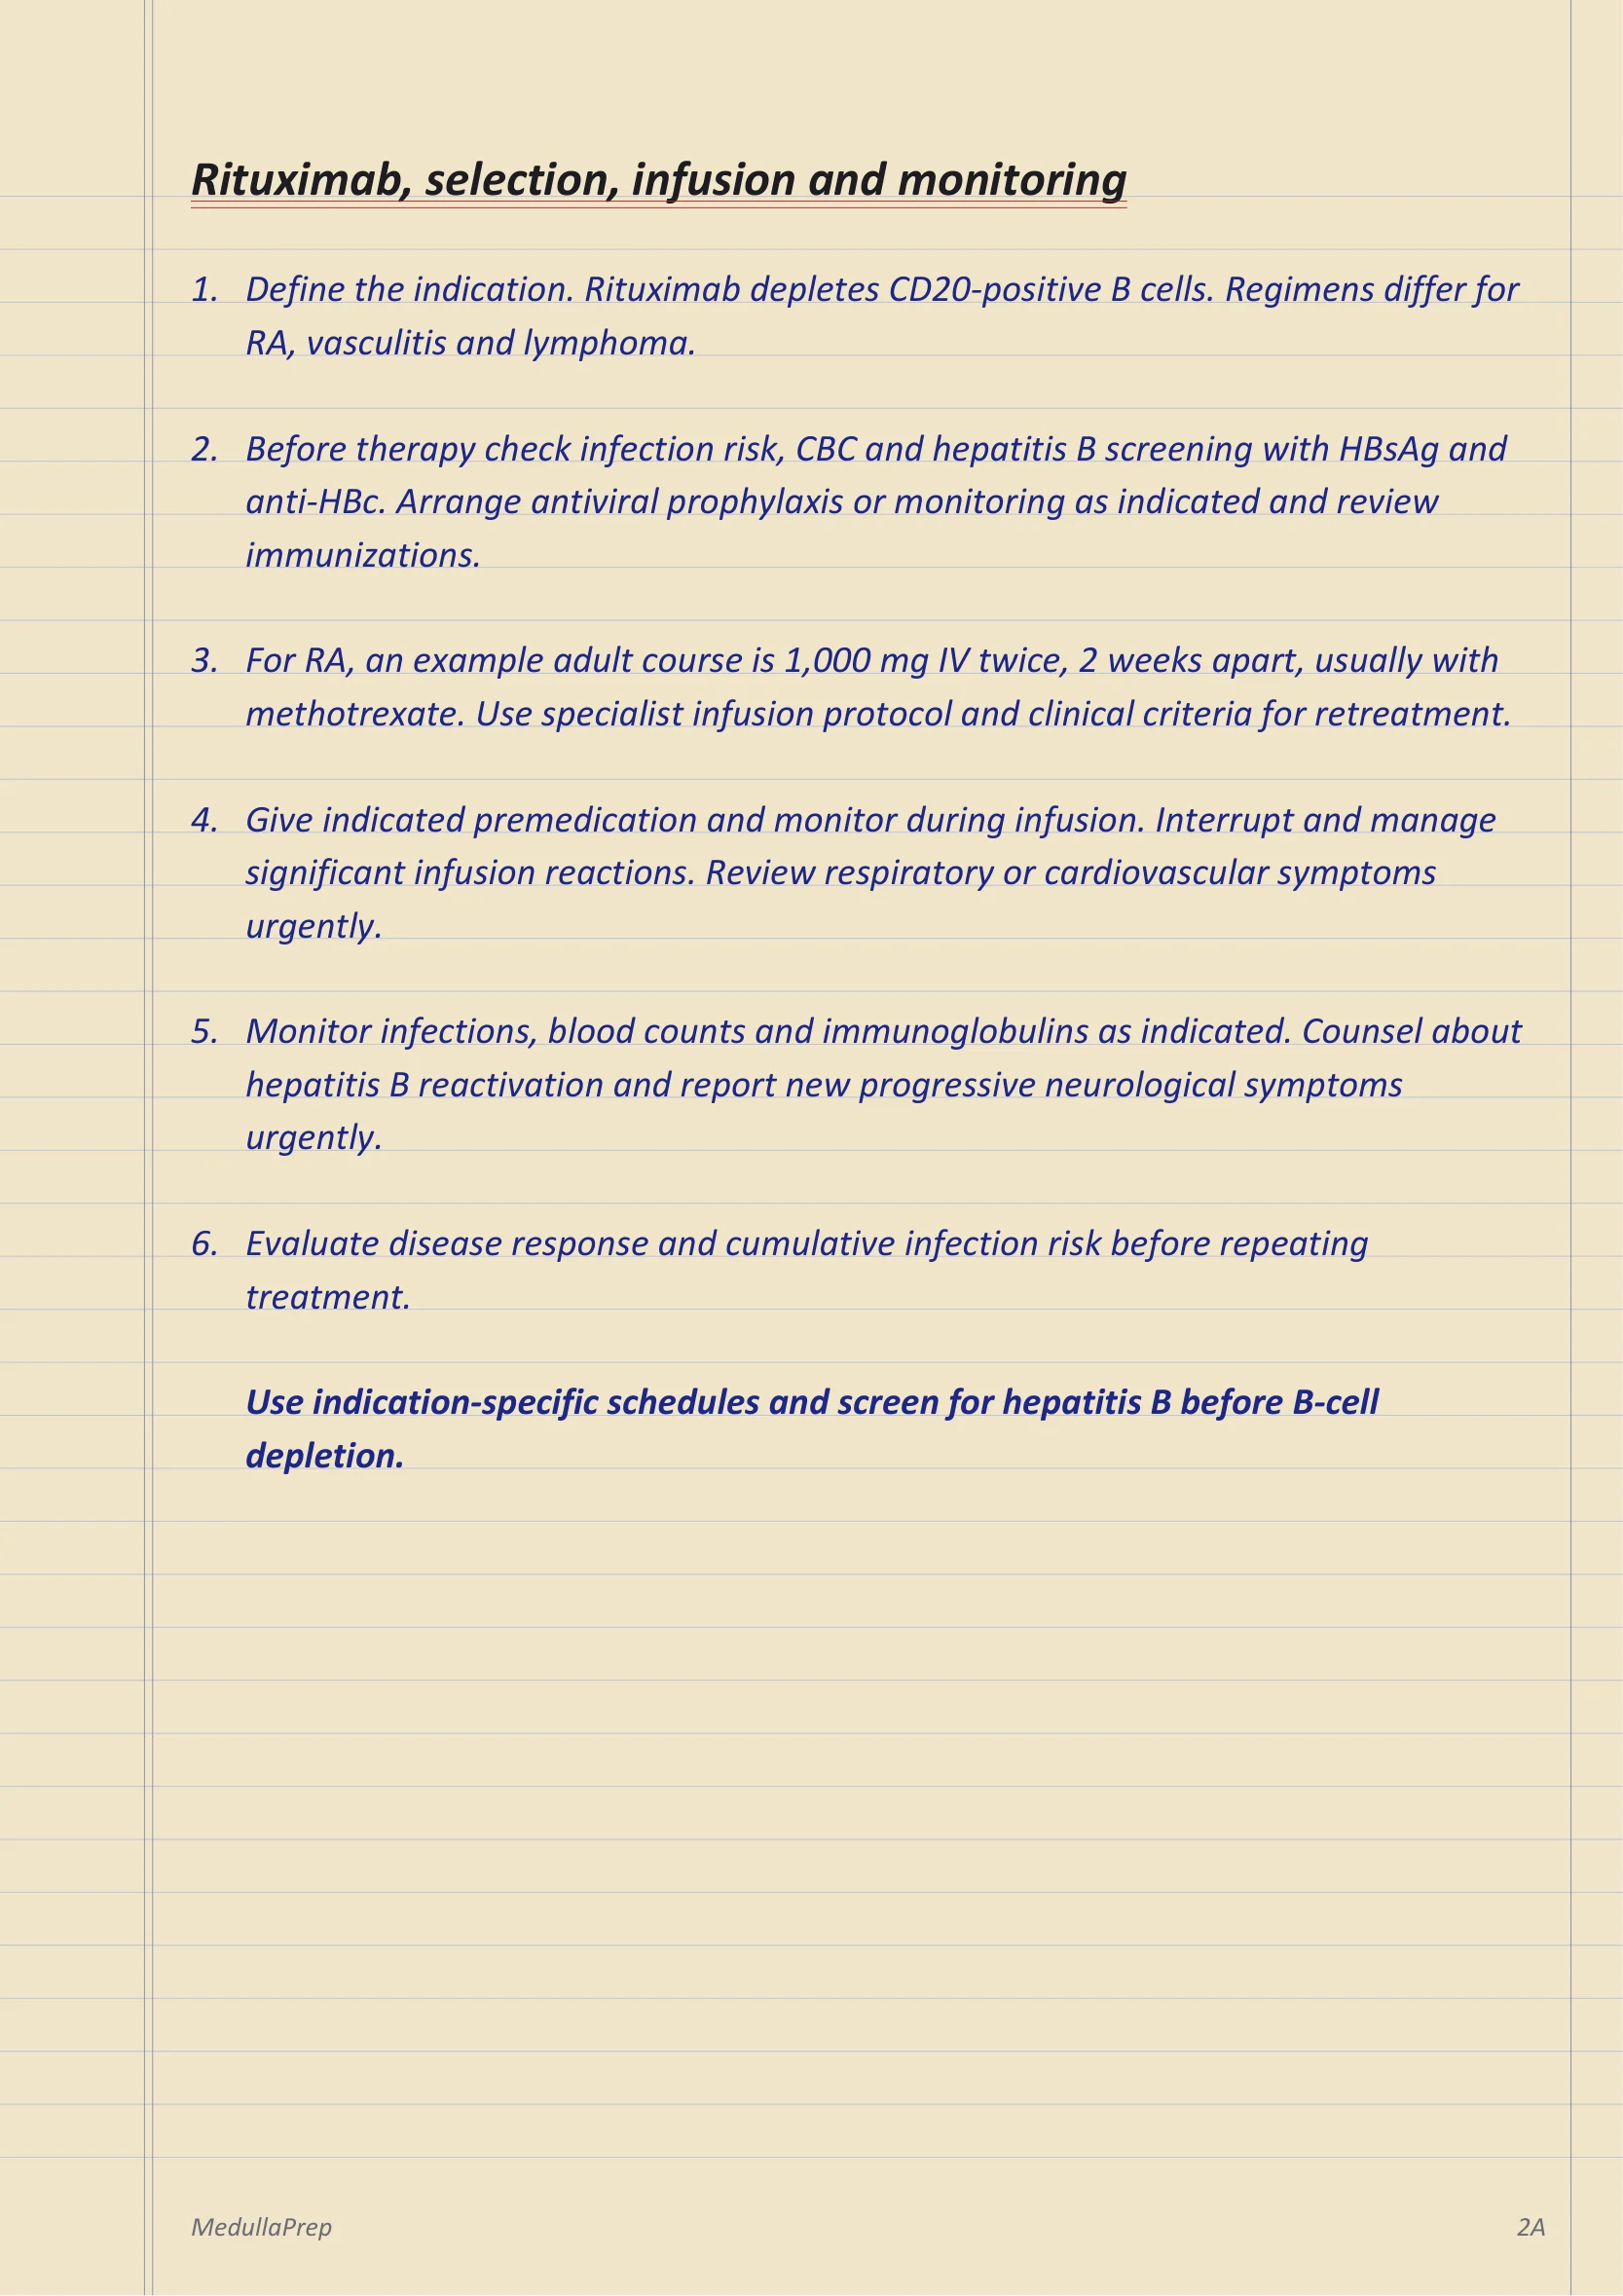 Rituximab, selection, infusion and monitoring
1. Define the indication. Rituximab depletes CD20-positive B cells. Regimens differ for
RA, vasculitis and lymphoma.
2. Before therapy check infection risk, CBC and hepatitis B screening with HBsAg and
anti-HBc. Arrange antiviral prophylaxis or monitoring as indicated and review
immunizations.
3. For RA, an example adult course is 1,000 mg IV twice, 2 weeks apart, usually with
methotrexate. Use specialist infusion protocol and clinical criteria for retreatment.
4. Give indicated premedication and monitor during infusion. Interrupt and manage
significant infusion reactions. Review respiratory or cardiovascular symptoms
urgently.
5. Monitor infections, blood counts and immunoglobulins as indicated. Counsel about
hepatitis B reactivation and report new progressive neurological symptoms
urgently.
6. Evaluate disease response and cumulative infection risk before repeating
treatment.
Use indication-specific schedules and screen for hepatitis B before B-cell
depletion.
MedullaPrep
2A